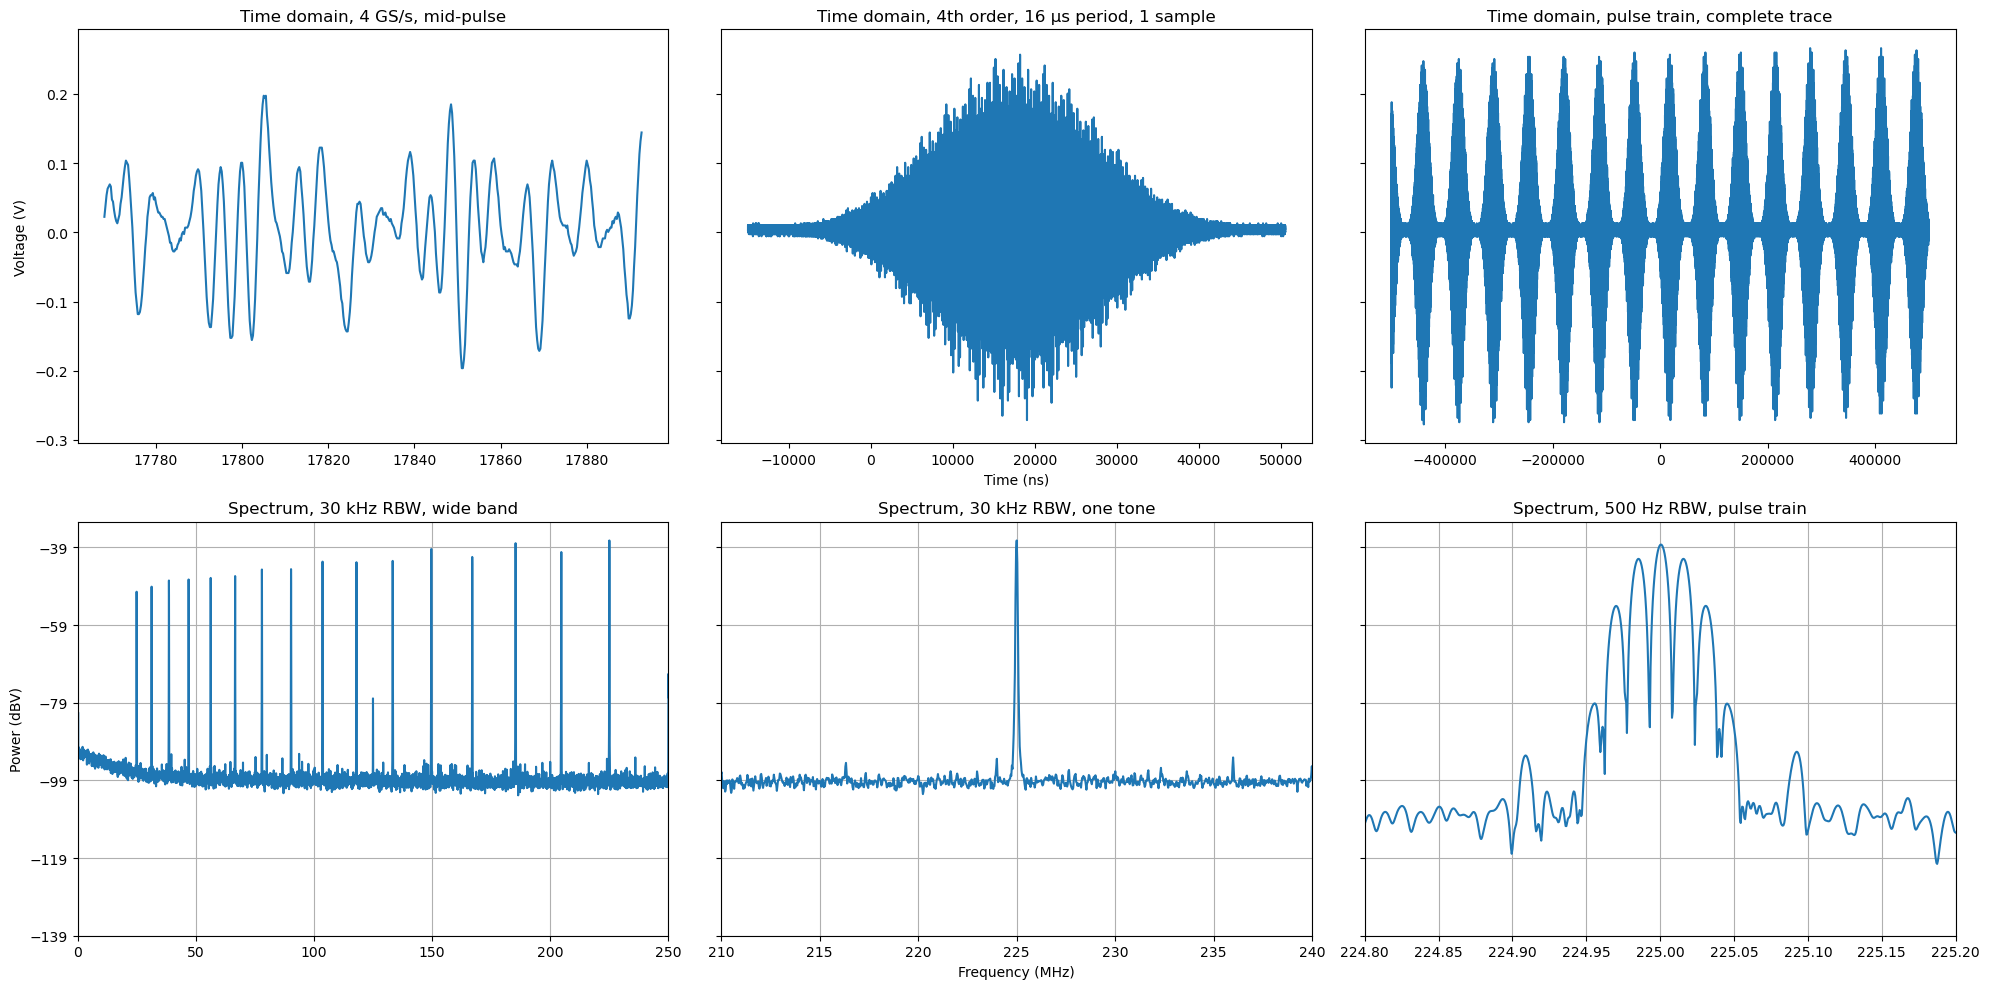 Time domain, 4 GS/s, mid-pulse
Time domain, 4th order, 16 µs period, 1 sample
Time domain, pulse train, complete trace
Voltage (V)
0.2
0.1
0.0
−0.1
−0.2
−0.3
17780 17800 17820 17840 17860 17880
−10000 0 10000 20000 30000 40000 50000
−400000 −200000 0 200000 400000
Time (ns)
Spectrum, 30 kHz RBW, wide band
Spectrum, 30 kHz RBW, one tone
Spectrum, 500 Hz RBW, pulse train
Power (dBV)
−39
−59
−79
−99
−119
−139
0 50 100 150 200 250
210 215 220 225 230 235 240
224.80 224.85 224.90 224.95 225.00 225.05 225.10 225.15 225.20
Frequency (MHz)